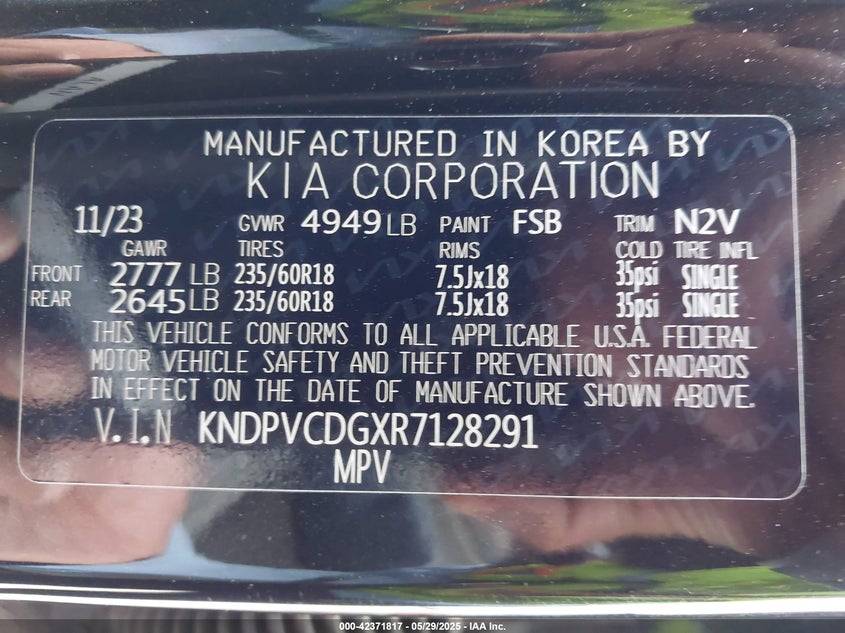 MANUFACTURED IN KOREA BY
KIA CORPORATION
11/23 GVWR 4949 LB PAINT FSB TRIM N2V
GAWR TIRES RIMS COLD TIRE INFL
FRONT 2777 LB 235/60R18 7.5Jx18 35psi SINGLE
REAR 2645 LB 235/60R18 7.5Jx18 35psi SINGLE
THIS VEHICLE CONFORMS TO ALL APPLICABLE U.S.A. FEDERAL
MOTOR VEHICLE SAFETY AND THEFT PREVENTION STANDARDS
IN EFFECT ON THE DATE OF MANUFACTURE SHOWN ABOVE.
V.I.N KNDPVCDGXR7128291
MPV
000-42371817 - 05/29/2025 - IAA Inc.